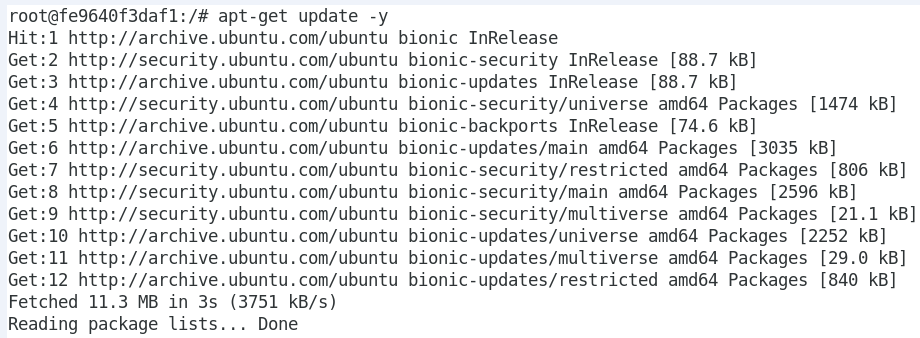 root@fe9640f3daf1:/# apt-get update -y
Hit:1 http://archive.ubuntu.com/ubuntu bionic InRelease
Get:2 http://security.ubuntu.com/ubuntu bionic-security InRelease [88.7 kB]
Get:3 http://archive.ubuntu.com/ubuntu bionic-updates InRelease [88.7 kB]
Get:4 http://security.ubuntu.com/ubuntu bionic-security/universe amd64 Packages [1474 kB]
Get:5 http://archive.ubuntu.com/ubuntu bionic-backports InRelease [74.6 kB]
Get:6 http://archive.ubuntu.com/ubuntu bionic-updates/main amd64 Packages [3035 kB]
Get:7 http://security.ubuntu.com/ubuntu bionic-security/restricted amd64 Packages [806 kB]
Get:8 http://security.ubuntu.com/ubuntu bionic-security/main amd64 Packages [2596 kB]
Get:9 http://security.ubuntu.com/ubuntu bionic-security/multiverse amd64 Packages [21.1 kB]
Get:10 http://archive.ubuntu.com/ubuntu bionic-updates/universe amd64 Packages [2252 kB]
Get:11 http://archive.ubuntu.com/ubuntu bionic-updates/multiverse amd64 Packages [29.0 kB]
Get:12 http://archive.ubuntu.com/ubuntu bionic-updates/restricted amd64 Packages [840 kB]
Fetched 11.3 MB in 3s (3751 kB/s)
Reading package lists... Done